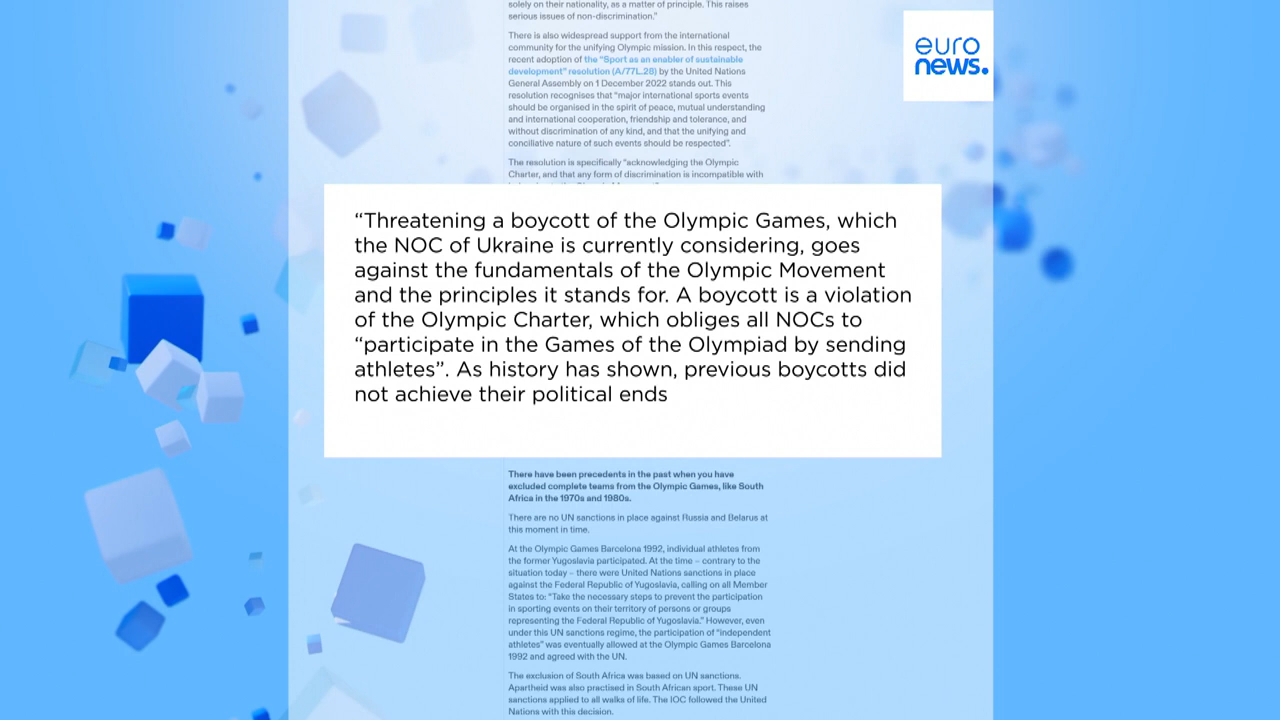 solely on their nationality, as a matter of principle. This raises
serious issues of non-discrimination."
euro
news.
There is also widespread support from the international
community for the unifying Olympic mission. In this respect, the
recent adoption of the "Sport as an enabler of sustainable
development" resolution (A/77L.28) by the United Nations
General Assembly on 1 December 2022 stands out. This
resolution recognises that "major international sports events
should be organised in the spirit of peace, mutual understanding
and international cooperation, friendship and tolerance, and
without discrimination of any kind, and that the unifying and
conciliative nature of such events should be respected".
The resolution is specifically "acknowledging the Olympic
Charter, and that any form of discrimination is incompatible with
“Threatening a boycott of the Olympic Games, which
the NOC of Ukraine is currently considering, goes
against the fundamentals of the Olympic Movement
and the principles it stands for. A boycott is a violation
of the Olympic Charter, which obliges all NOCs to
“participate in the Games of the Olympiad by sending
athletes”. As history has shown, previous boycotts did
not achieve their political ends
There have been precedents in the past when you have
excluded complete teams from the Olympic Games, like South
Africa in the 1970s and 1980s.
There are no UN sanctions in place against Russia and Belarus at
this moment in time.
At the Olympic Games Barcelona 1992, individual athletes from
the former Yugoslavia participated. At the time – contrary to the
situation today – there were United Nations sanctions in place
against the Federal Republic of Yugoslavia, calling on all Member
States to: "Take the necessary steps to prevent the participation
in sporting events on their territory of persons or groups
representing the Federal Republic of Yugoslavia." However, even
under this UN sanctions regime, the participation of "independent
athletes" was eventually allowed at the Olympic Games Barcelona
1992 and agreed with the UN.
The exclusion of South Africa was based on UN sanctions.
Apartheid was also practised in South African sport. These UN
sanctions applied to all walks of life. The IOC followed the United
Nations with this decision.